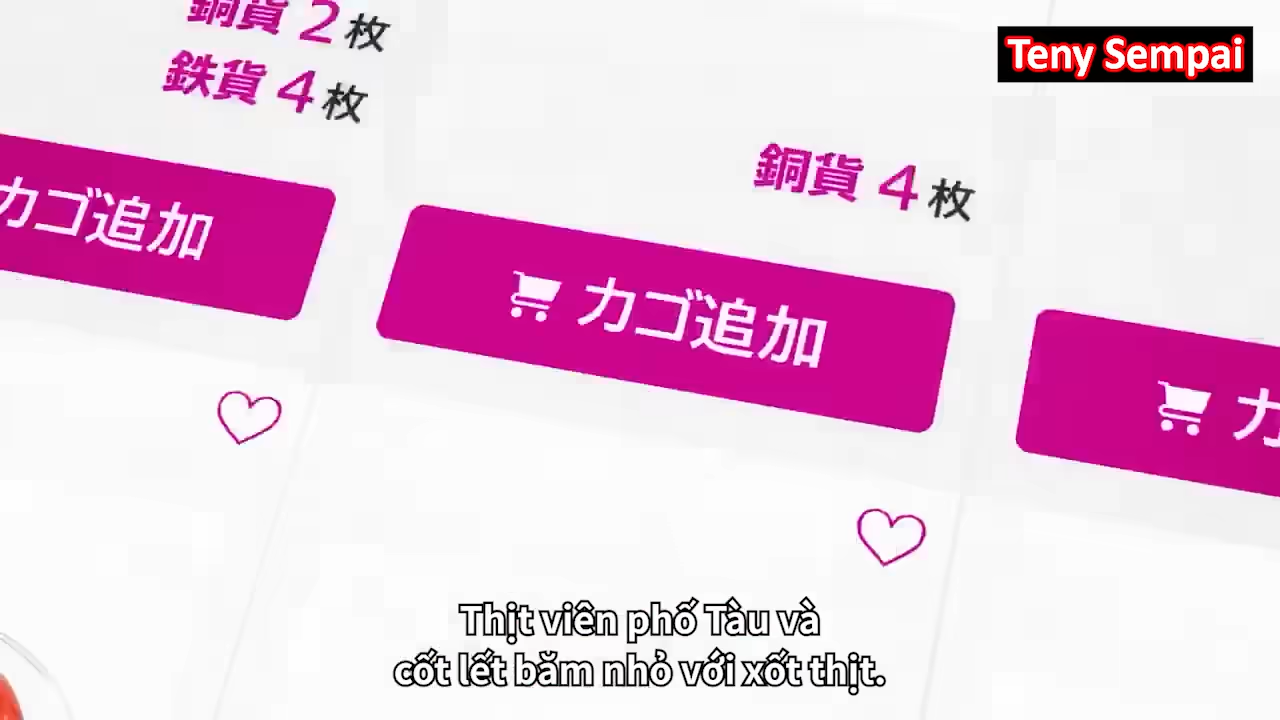 銅貨 2枚
鉄貨 4枚
Teny Sempai
銅貨 4枚
カゴ追加
カゴ追加
カ
Thịt viên phố Tàu và
cốt lết băm nhỏ với xốt thịt.